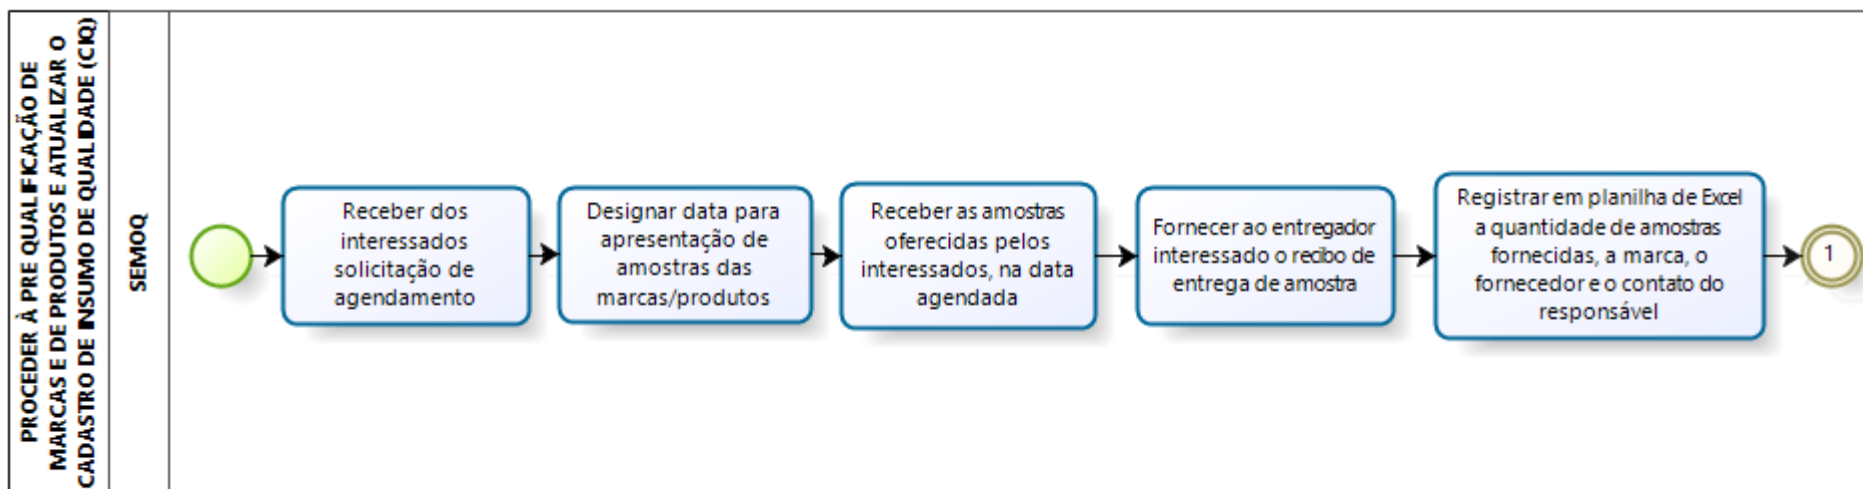 PROCEDER À PRE QUALIFICAÇÃO DE
MARCAS E DE PRODUTOS E ATUALIZAR O
CADASTRO DE INSUMO DE QUALIDADE (CIQ)
SEMOQ
Receber dos
interessados
solicitação de
agendamento
Designar data para
apresentação de
amostras das
marcas/produtos
Receber as amostras
oferecidas pelos
interessados, na data
agendada
Fornecer ao entregador
interessado o recibo de
entrega de amostra
Registrar em planilha de Excel
a quantidade de amostras
fornecidas, a marca, o
fornecedor e o contato do
responsável
1